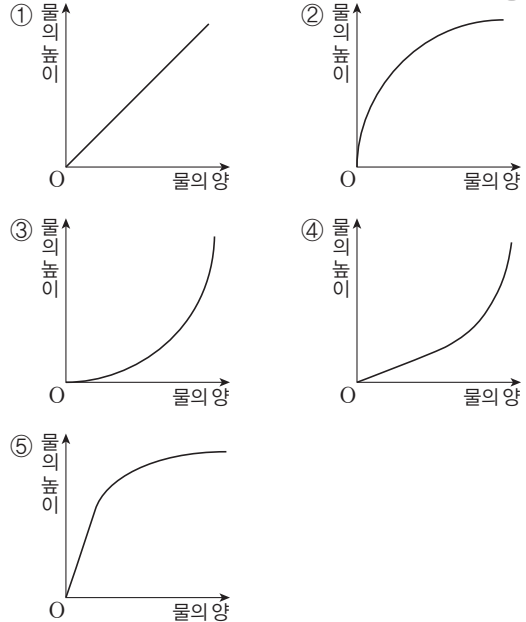 ① 물의 높이
O 물의 양
② 물의 높이
O 물의 양
③ 물의 높이
O 물의 양
④ 물의 높이
O 물의 양
⑤ 물의 높이
O 물의 양